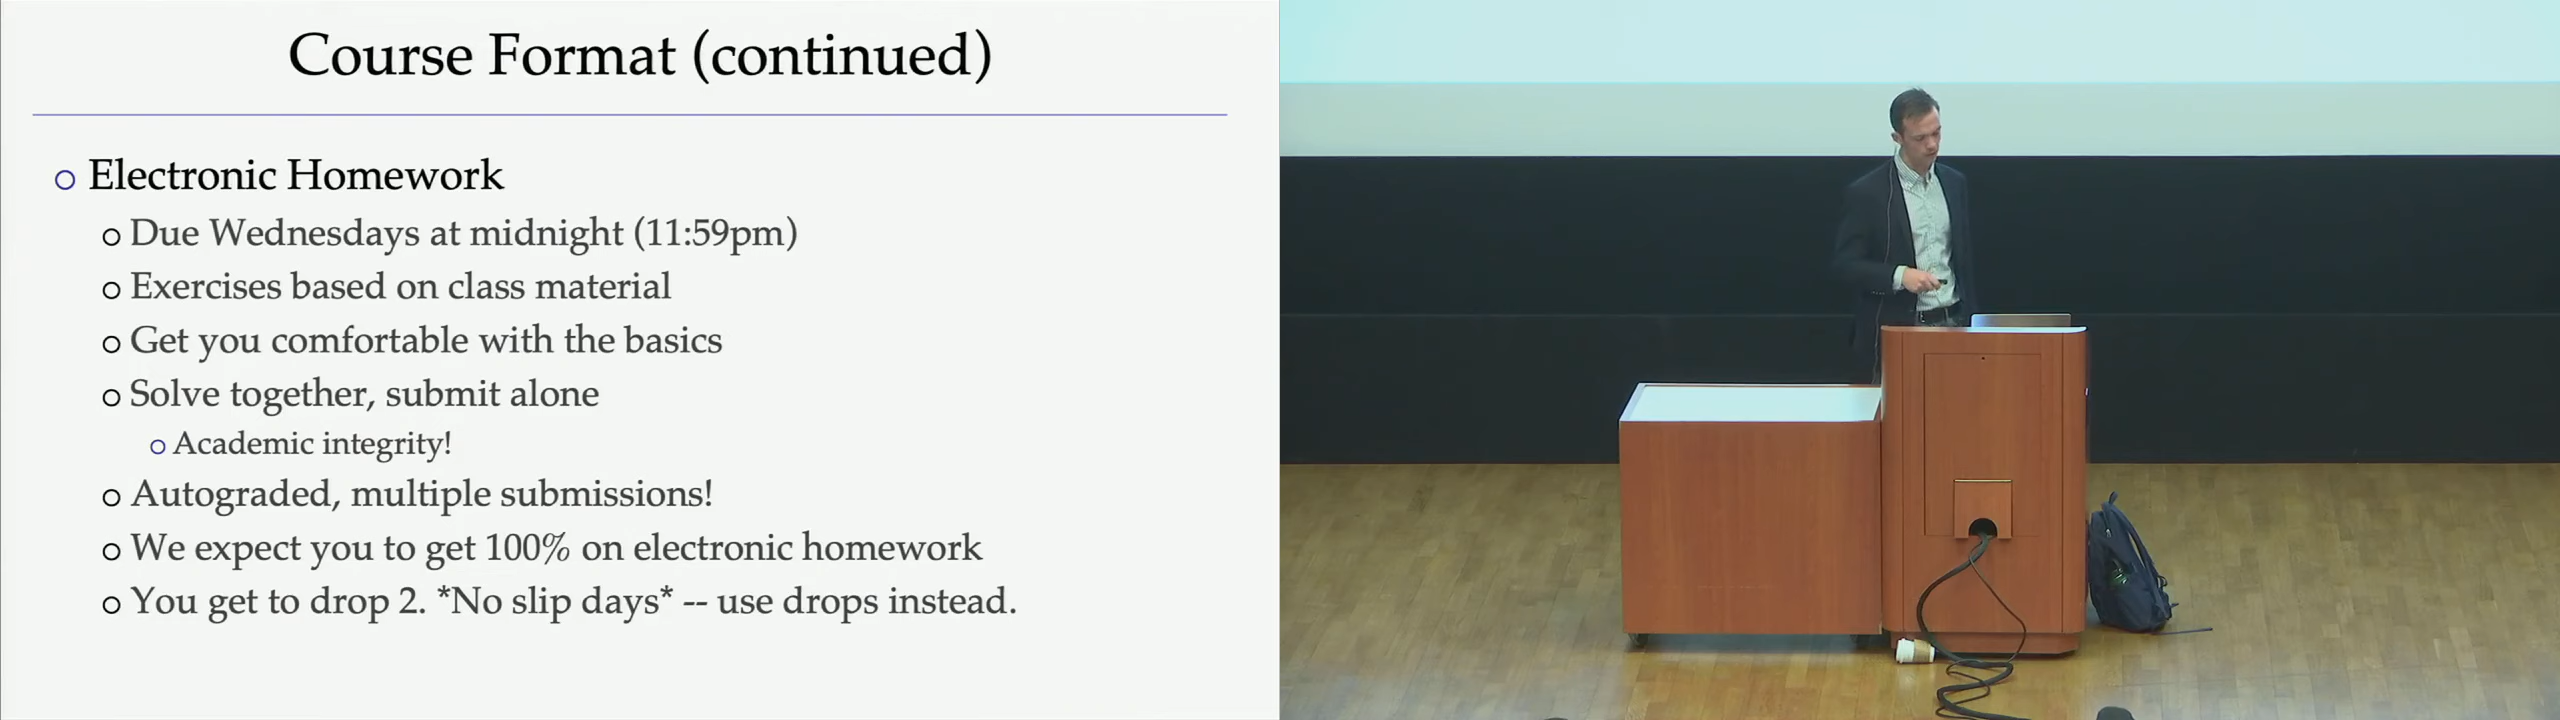 Course Format (continued)
Electronic Homework
Due Wednesdays at midnight (11:59pm)
Exercises based on class material
Get you comfortable with the basics
Solve together, submit alone
Academic integrity!
Autograded, multiple submissions!
We expect you to get 100% on electronic homework
You get to drop 2. *No slip days* -- use drops instead.